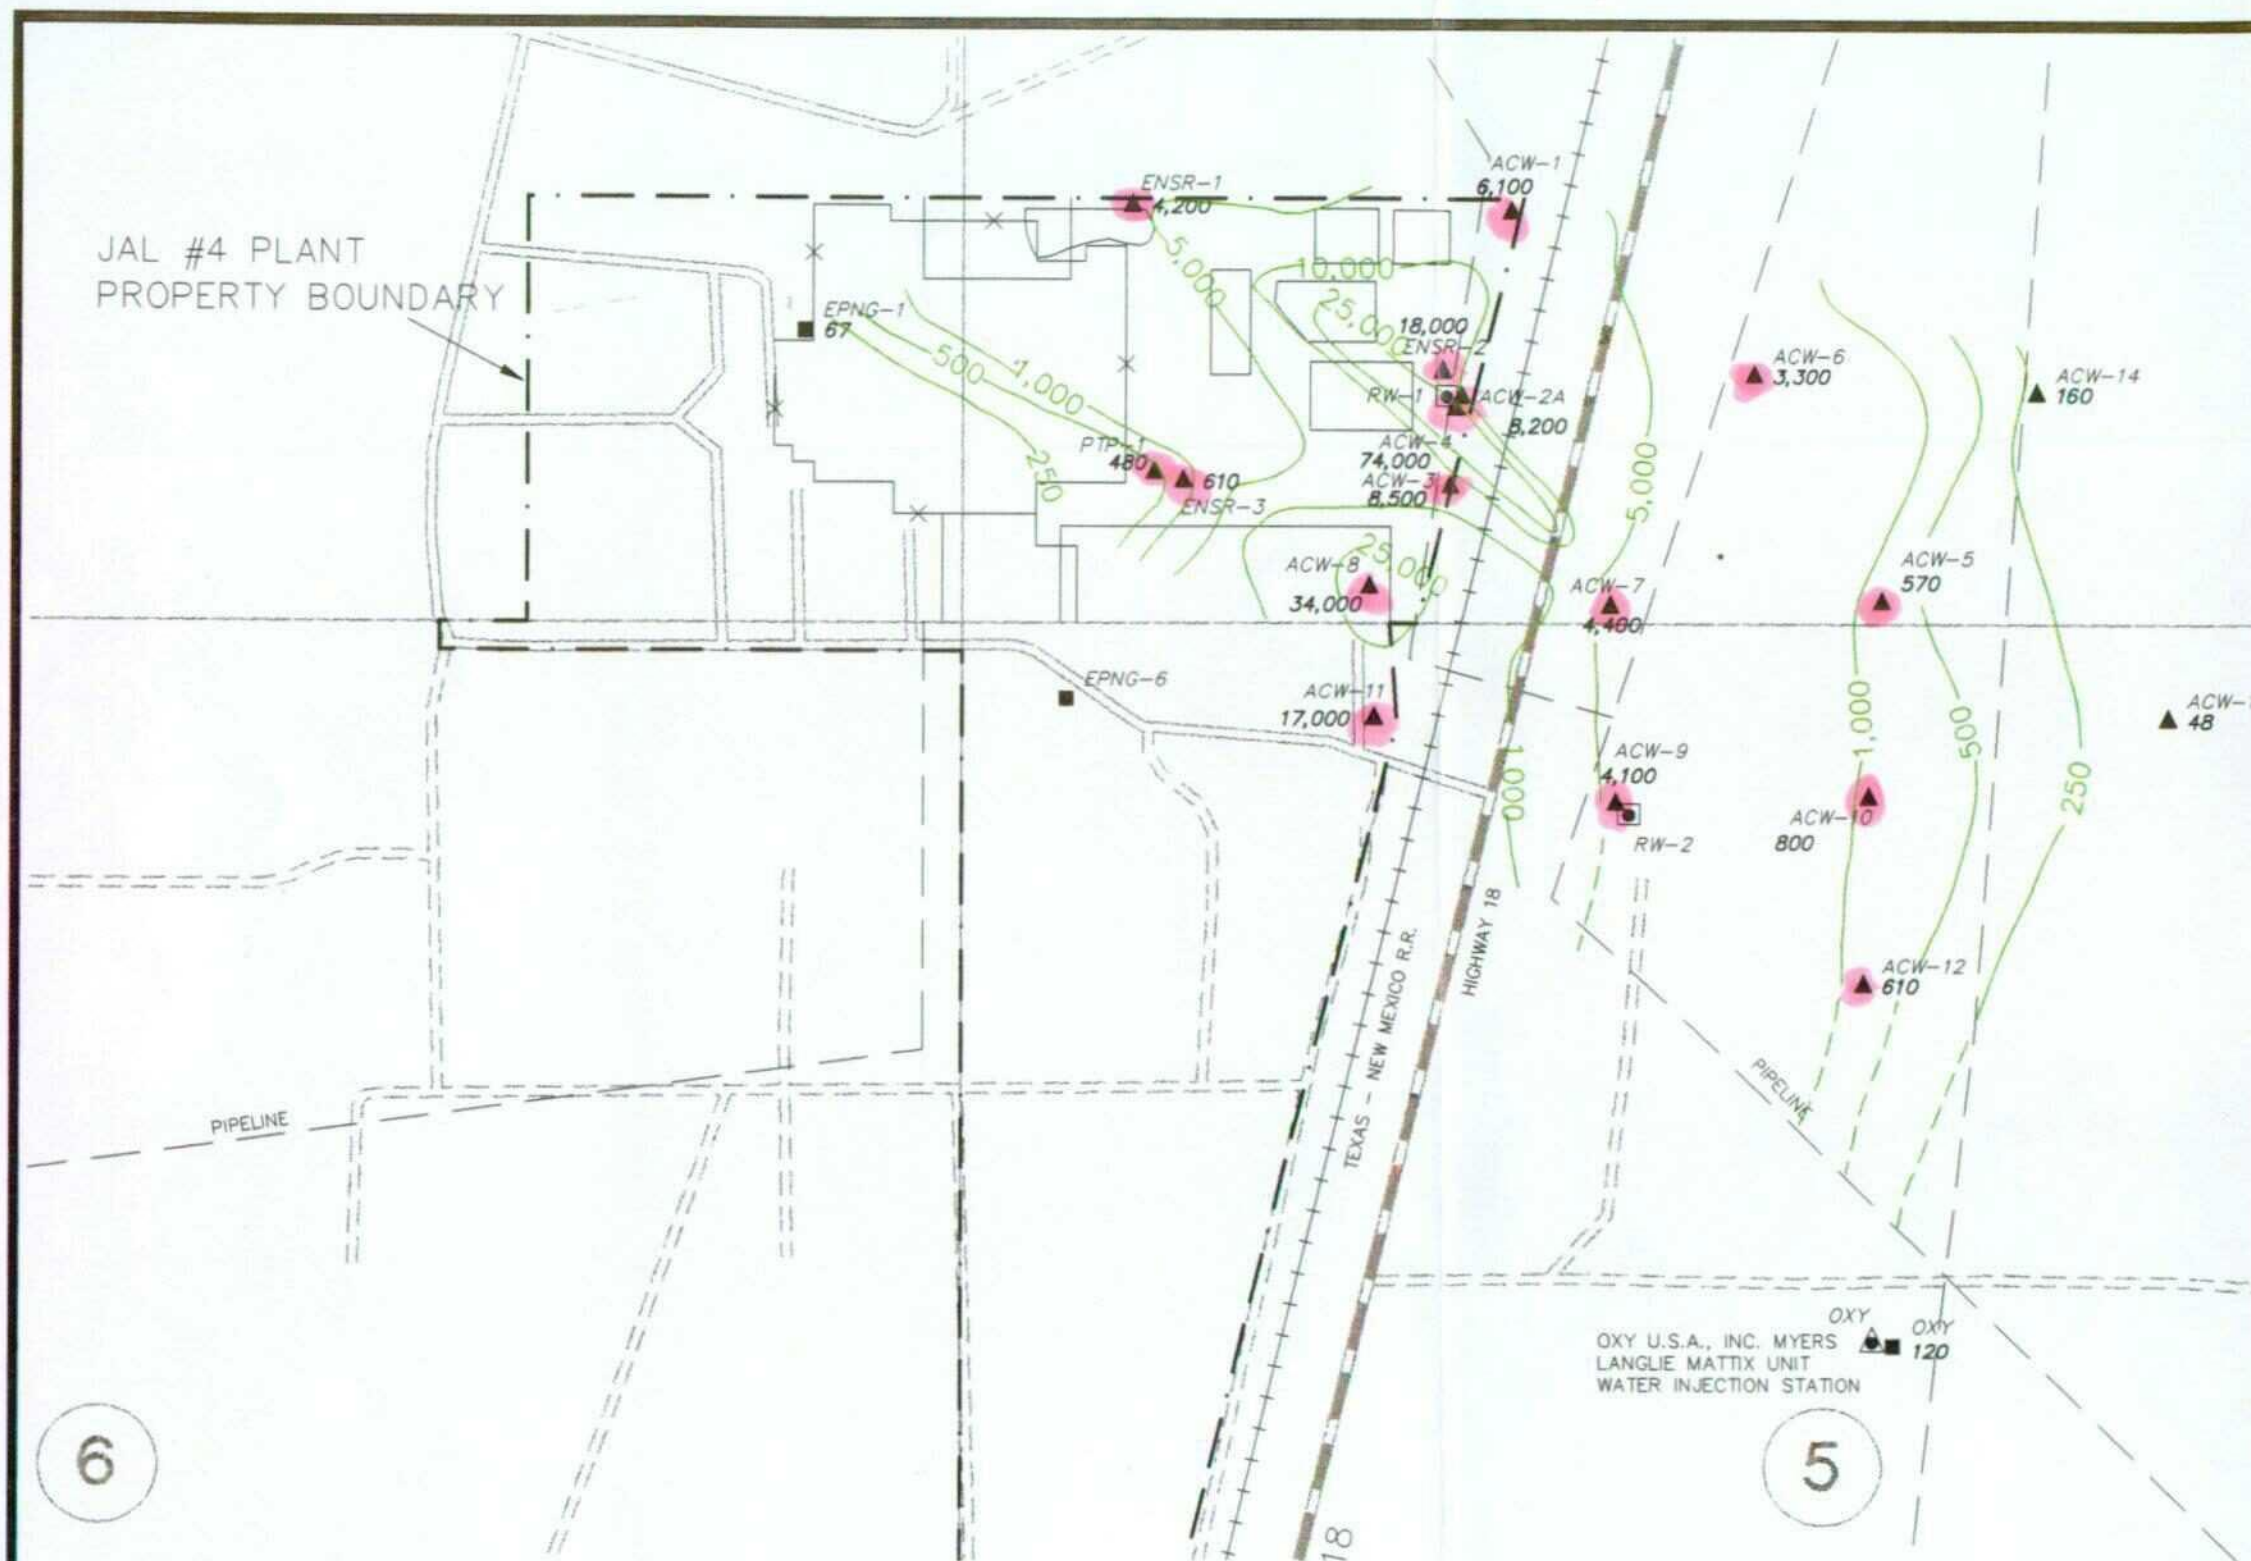 ACW-1
6,100
ENSR-1
4,200
JAL #4 PLANT
PROPERTY BOUNDARY
5,000
10,000
25,000
EPNG-1
67
500
1,000
250
18,000
ENSR-2
RW-1
ACW-2A
8,200
ACW-6
3,300
ACW-14
160
PTP-1
480
610
ENSR-3
ACW-4
74,000
ACW-3
8,500
5,000
25,000
ACW-8
34,000
ACW-7
4,400
ACW-5
570
EPNG-6
ACW-11
17,000
1,000
500
250
ACW-1
48
ACW-9
4,100
1,000
RW-2
ACW-10
800
HIGHWAY 18
TEXAS - NEW MEXICO R.R.
ACW-12
610
PIPELINE
PIPELINE
OXY
OXY
120
OXY U.S.A., INC. MYERS
LANGLIE MATTIX UNIT
WATER INJECTION STATION
6
5
18